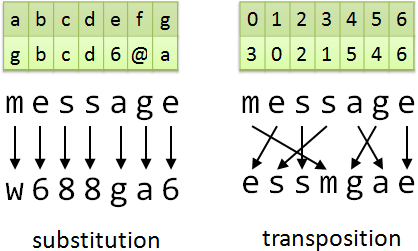 a b c d e f g
g b c d 6 @ a
message
w688ga6
substitution
0 1 2 3 4 5 6
3 0 2 1 5 4 6
message
essmgae
transposition